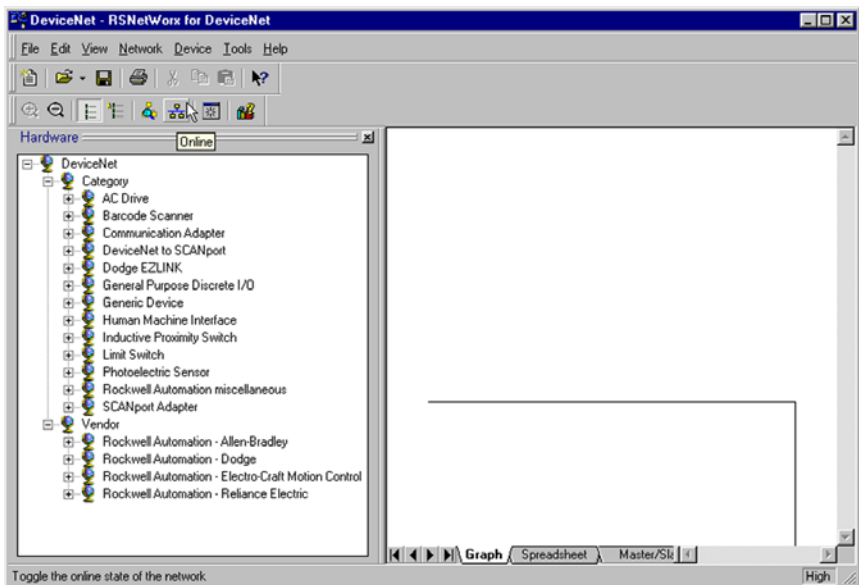 DeviceNet - RSNetWorx for DeviceNet
File Edit View Network Device Tools Help
Hardware
Online
DeviceNet
Category
AC Drive
Barcode Scanner
Communication Adapter
DeviceNet to SCANport
Dodge EZLINK
General Purpose Discrete I/O
Generic Device
Human Machine Interface
Inductive Proximity Switch
Limit Switch
Photoelectric Sensor
Rockwell Automation miscellaneous
SCANport Adapter
Vendor
Rockwell Automation - Allen-Bradley
Rockwell Automation - Dodge
Rockwell Automation - Electro-Craft Motion Control
Rockwell Automation - Reliance Electric
Graph Spreadsheet Master/Sla
Toggle the online state of the network High